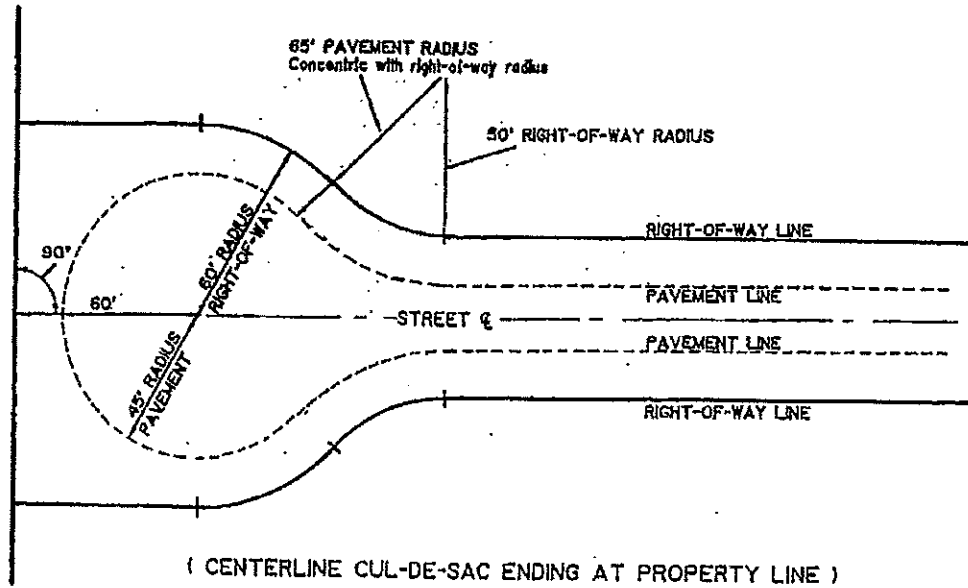 65' PAVEMENT RADIUS
Concentric with right-of-way radius
50' RIGHT-OF-WAY RADIUS
60' RADIUS
RIGHT-OF-WAY
RIGHT-OF-WAY LINE
90°
60'
PAVEMENT LINE
STREET ℄
PAVEMENT LINE
45' RADIUS
PAVEMENT
RIGHT-OF-WAY LINE
( CENTERLINE CUL-DE-SAC ENDING AT PROPERTY LINE )